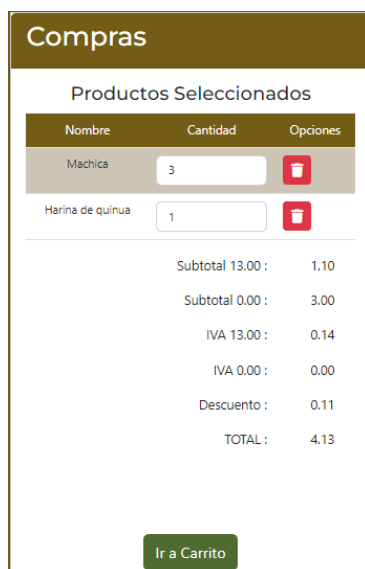 Compras
Productos Seleccionados
Nombre Cantidad Opciones
Machica 3
Harina de quinua 1
Subtotal 13.00 : 1.10
Subtotal 0.00 : 3.00
IVA 13.00 : 0.14
IVA 0.00 : 0.00
Descuento : 0.11
TOTAL : 4.13
Ir a Carrito